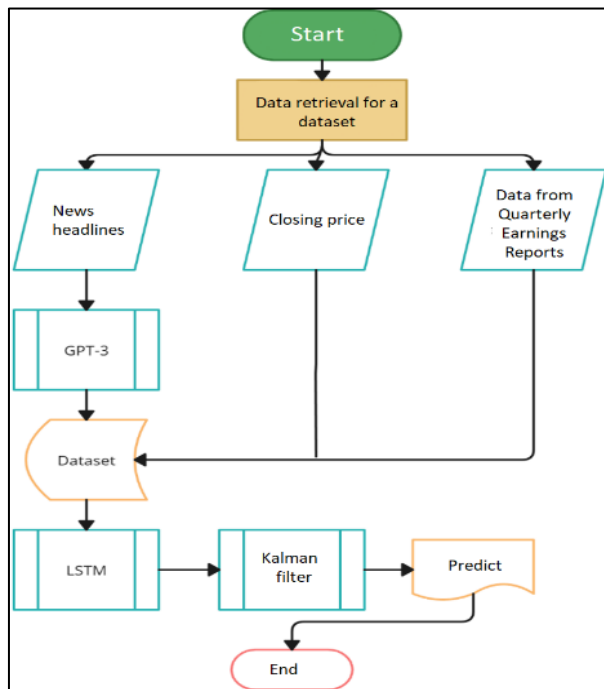 Start
Data retrieval for a
dataset
News
headlines
Closing price
Data from
Quarterly
Earnings
Reports
GPT-3
Dataset
LSTM
Kalman
filter
Predict
End